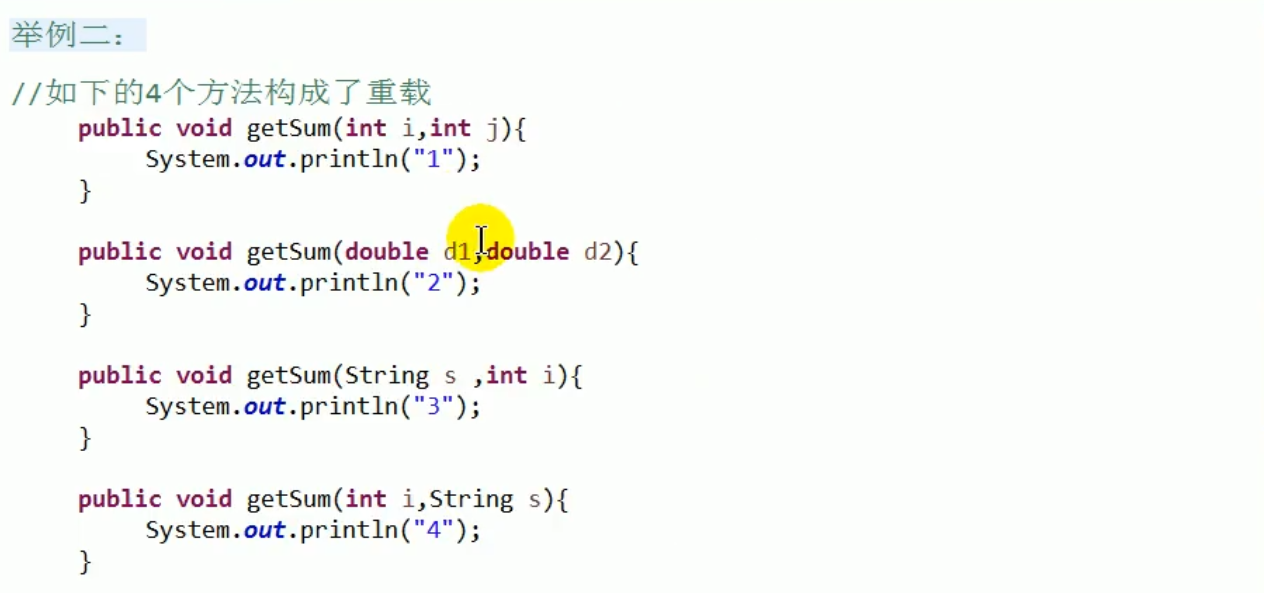 举例二：
//如下的4个方法构成了重载
public void getSum(int i,int j){
System.out.println("1");
}
public void getSum(double d1,double d2){
System.out.println("2");
}
public void getSum(String s ,int i){
System.out.println("3");
}
public void getSum(int i,String s){
System.out.println("4");
}